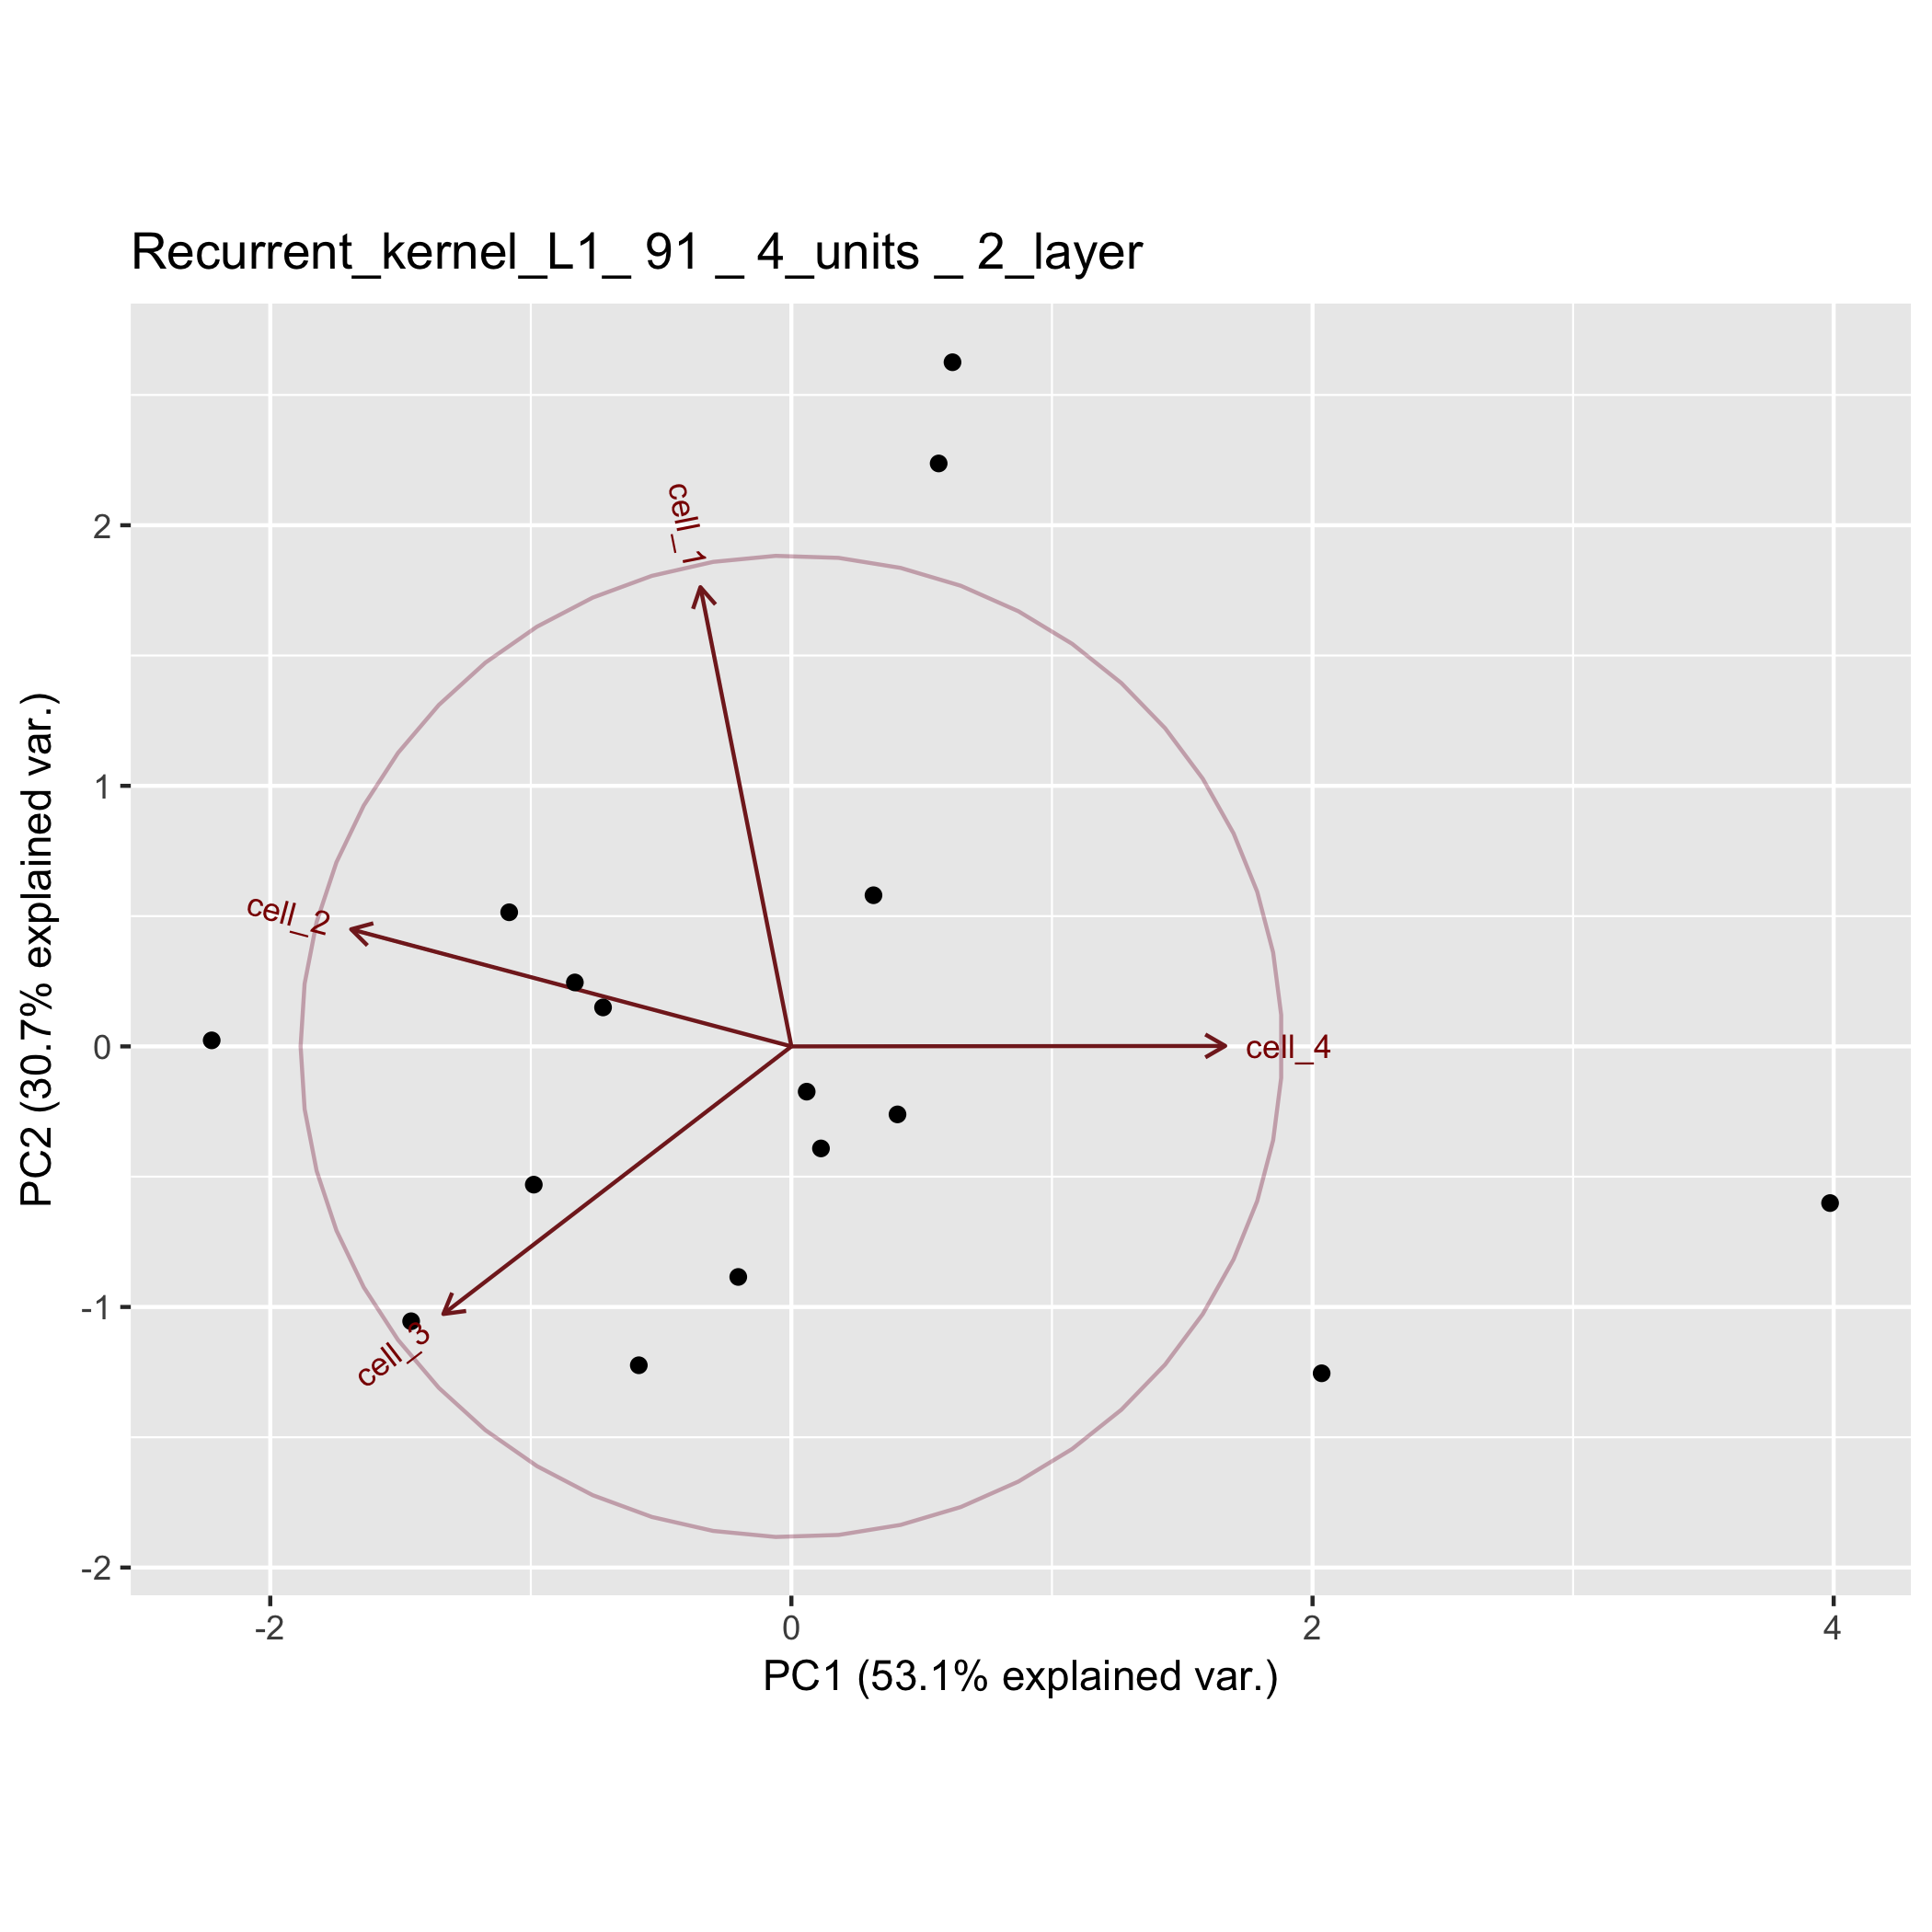 Recurrent_kernel_L1_ 91 _ 4_units _ 2_layer
cell_1
2
1
cell_2
0
cell_4
-1
cell_3
-2
-2
0
2
4
PC1 (53.1% explained var.)
PC2 (30.7% explained var.)